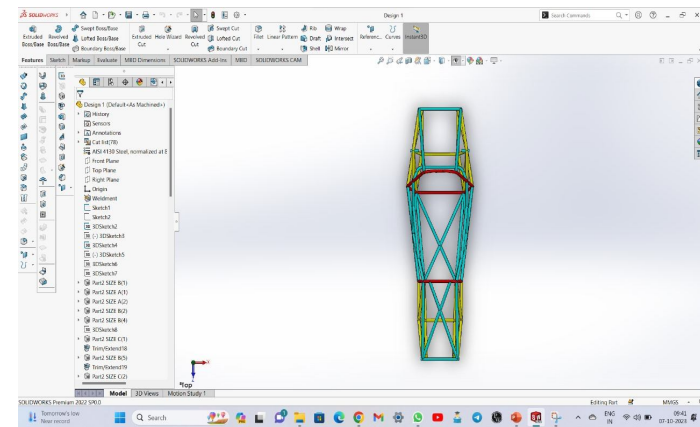 SOLIDWORKS
Design 1
Search Commands
Extruded Boss/Base
Revolved Boss/Base
Swept Boss/Base
Lofted Boss/Base
Boundary Boss/Base
Extruded Cut
Hole Wizard
Revolved Cut
Swept Cut
Lofted Cut
Boundary Cut
Fillet
Linear Pattern
Rib
Draft
Shell
Wrap
Intersect
Mirror
Referenc...
Curves
Instant3D
Features Sketch Markup Evaluate MBD Dimensions SOLIDWORKS Add-Ins MBD SOLIDWORKS CAM
Design 1 (Default<As Machined>)
History
Sensors
Annotations
Cut list(78)
AISI 4130 Steel, normalized at 8
Front Plane
Top Plane
Right Plane
Origin
Weldment
Sketch1
Sketch2
3DSketch2
(-) 3DSketch3
3DSketch4
(-) 3DSketch5
3DSketch6
3DSketch7
Part2 SIZE B(1)
Part2 SIZE A(1)
Part2 SIZE A(2)
Part2 SIZE B(2)
Part2 SIZE B(4)
3DSketch8
Part2 SIZE C(1)
Trim/Extend18
Part2 SIZE B(5)
Trim/Extend19
Part2 SIZE C(2)
X
*Top
Model 3D Views Motion Study 1
SOLIDWORKS Premium 2022 SP0.0
Editing Part
MMGS
Tomorrow's low
Near record
Search
ENG
IN
09:41
07-10-2023